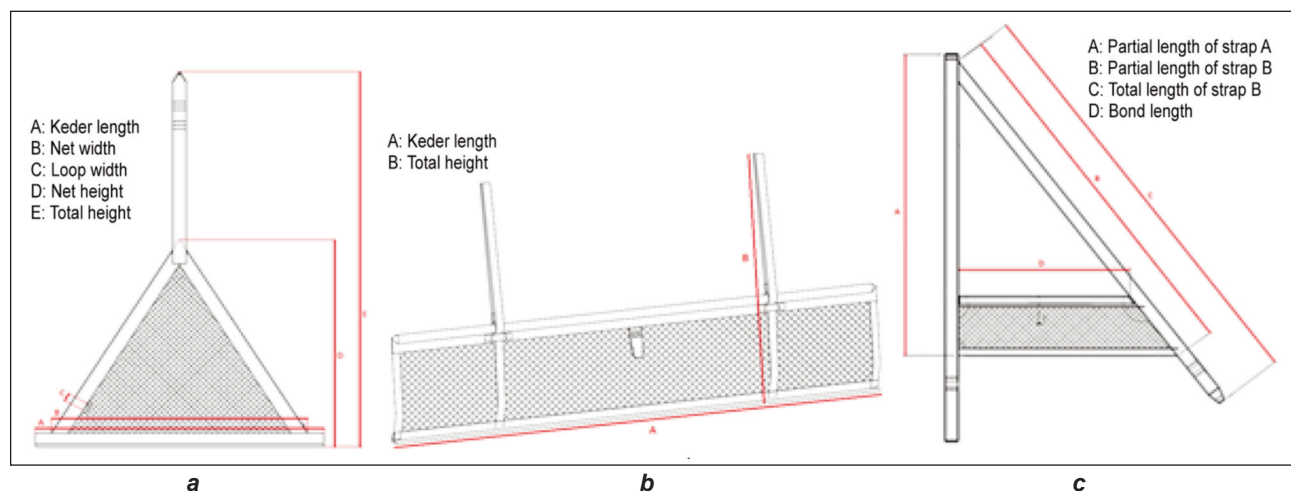 A: Keder length
B: Net width
C: Loop width
D: Net height
E: Total height
C
B
A
D
E
A: Keder length
B: Total height
B
A
A: Partial length of strap A
B: Partial length of strap B
C: Total length of strap B
D: Bond length
A
B
C
D
a
b
c